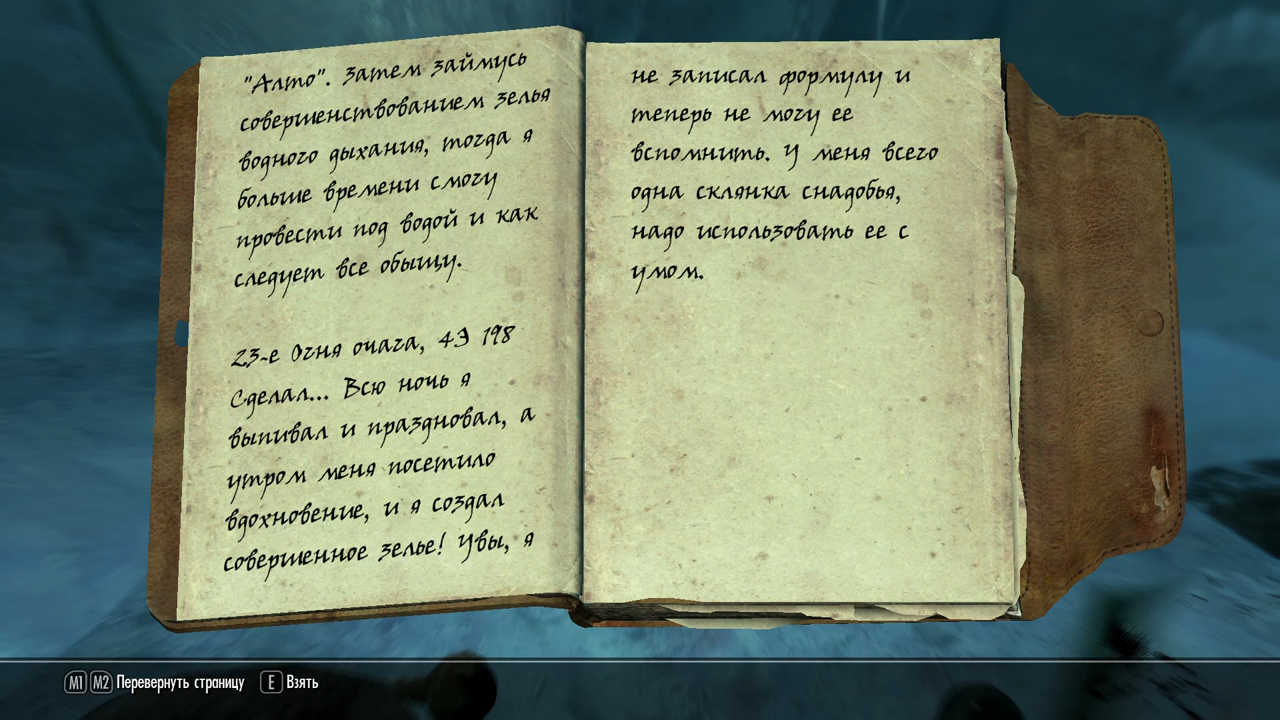 "Алто". Затем займусь
совершенствованием зелья
водного дыхания, тогда я
больше времени смогу
провести под водой и как
следует все обыщу.
23-е Огня очага, 4Э 198
Сделал... Всю ночь я
выпивал и праздновал, а
утром меня посетило
вдохновение, и я создал
совершенное зелье! Увы, я
не записал формулу и
теперь не могу ее
вспомнить. У меня всего
одна склянка снадобья,
надо использовать ее с
умом.
M1 M2 Перевернуть страницу E Взять